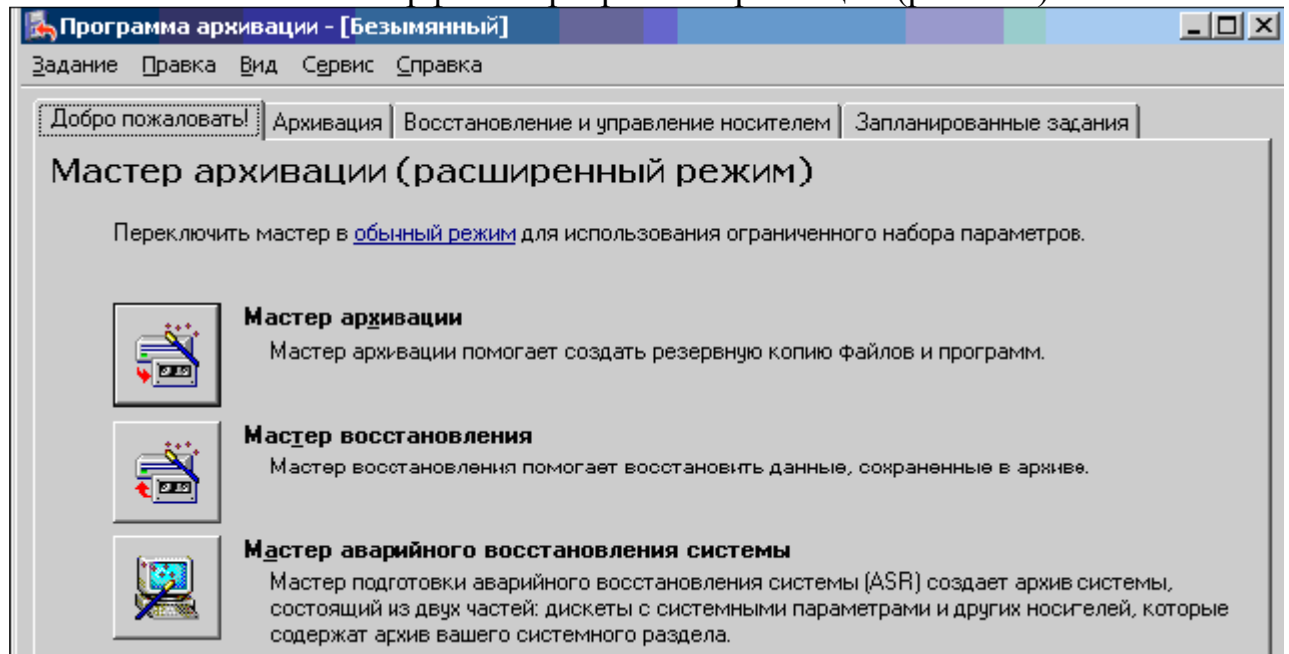 Программа архивации - [Безымянный]
Задание Правка Вид Сервис Справка
Добро пожаловать! Архивация Восстановление и управление носителем Запланированные задания
Мастер архивации (расширенный режим)
Переключить мастер в обычный режим для использования ограниченного набора параметров.
Мастер архивации
Мастер архивации помогает создать резервную копию файлов и программ.
Мастер восстановления
Мастер восстановления помогает восстановить данные, сохраненные в архиве.
Мастер аварийного восстановления системы
Мастер подготовки аварийного восстановления системы (ASR) создает архив системы,
состоящий из двух частей: дискеты с системными параметрами и других носителей, которые
содержат архив вашего системного раздела.